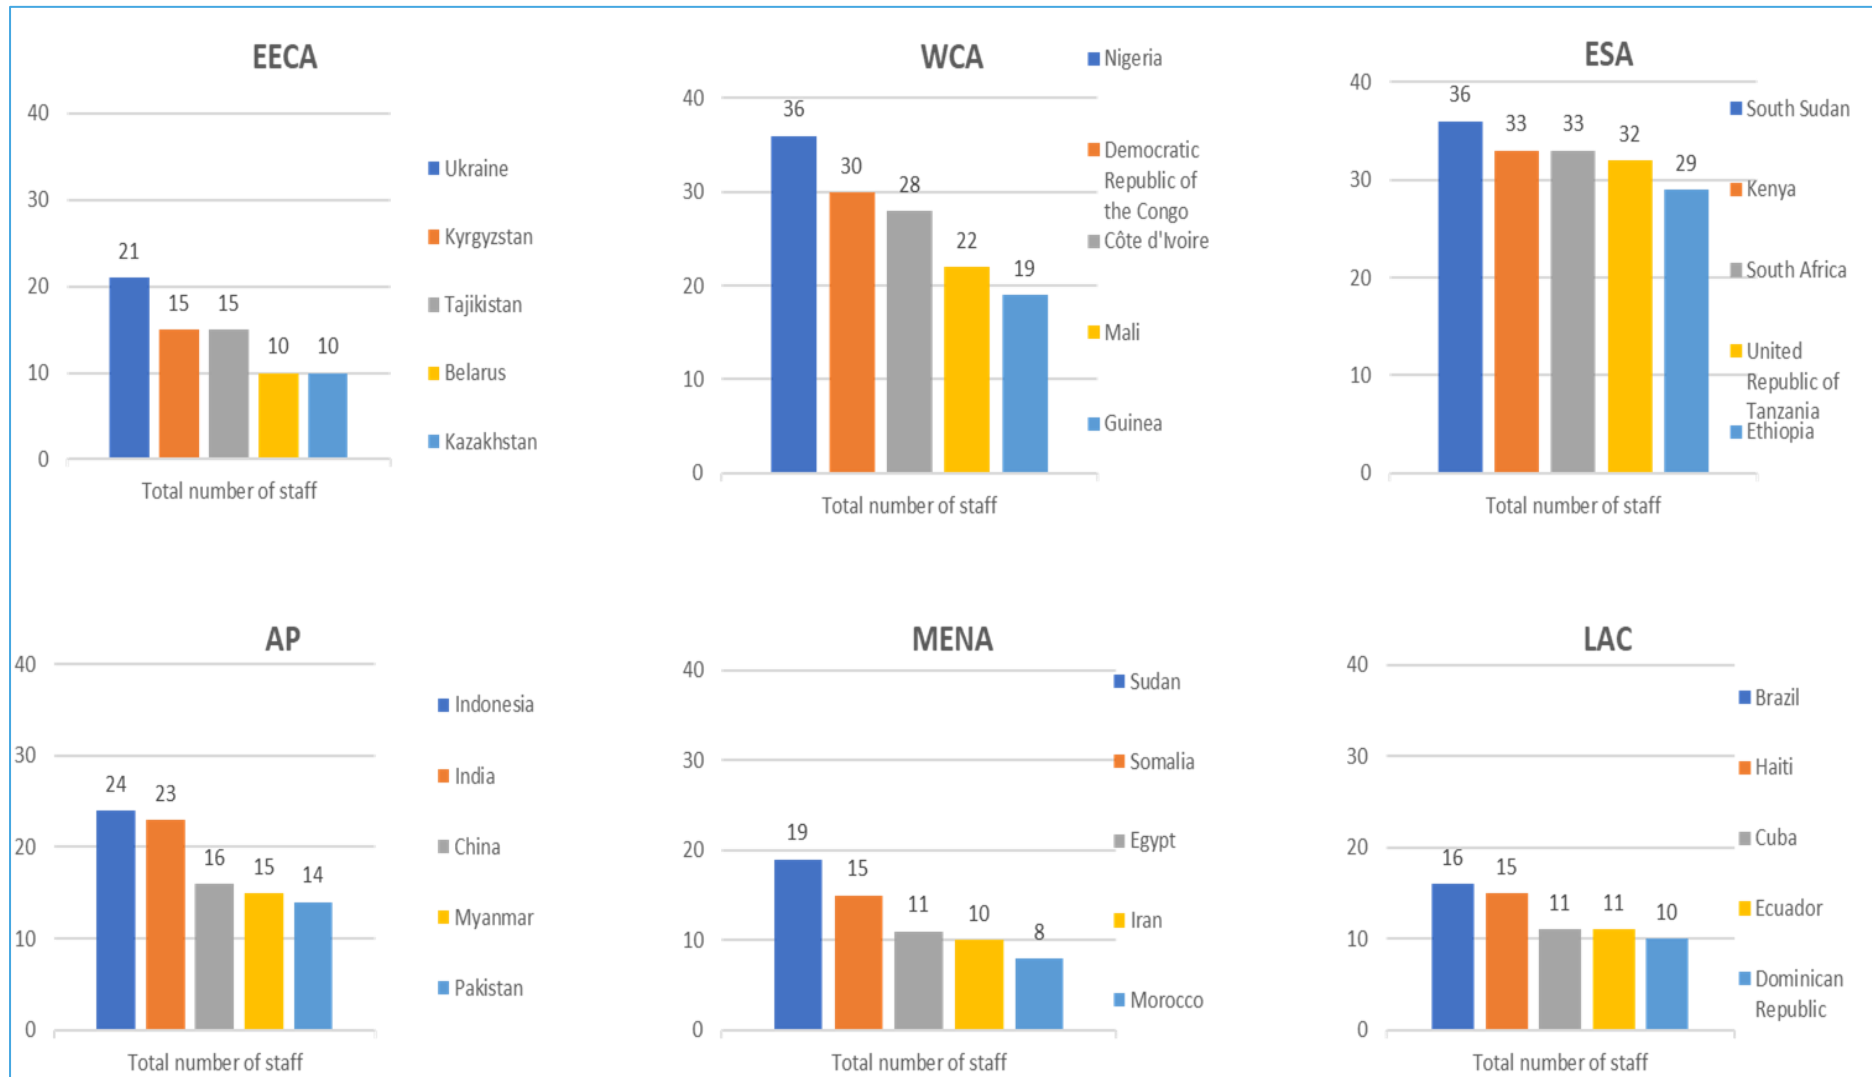 EECA
40
30
20
10
0
21
15
15
10
10
Total number of staff
Ukraine
Kyrgyzstan
Tajikistan
Belarus
Kazakhstan
WCA
40
30
20
10
0
36
30
28
22
19
Total number of staff
Nigeria
Democratic
Republic of
the Congo
Côte d'Ivoire
Mali
Guinea
ESA
40
30
20
10
0
36
33
33
32
29
Total number of staff
South Sudan
Kenya
South Africa
United
Republic of
Tanzania
Ethiopia
AP
40
30
20
10
0
24
23
16
15
14
Total number of staff
Indonesia
India
China
Myanmar
Pakistan
MENA
40
30
20
10
0
19
15
11
10
8
Total number of staff
Sudan
Somalia
Egypt
Iran
Morocco
LAC
40
30
20
10
0
16
15
11
11
10
Total number of staff
Brazil
Haiti
Cuba
Ecuador
Dominican
Republic